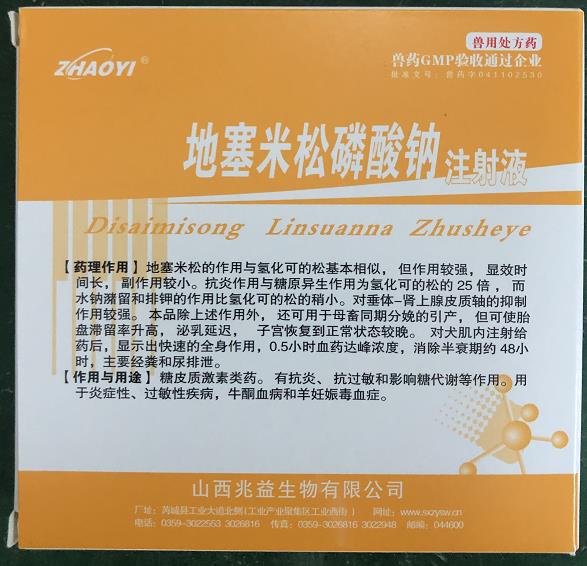 ZHAOYI®
兽用处方药
兽药GMP验收通过企业
批准文号：兽药字041102530
地塞米松磷酸钠注射液
Disaimisong Linsuanna Zhusheye
【药理作用】地塞米松的作用与氢化可的松基本相似，但作用较强，显效时
间长，副作用较小。抗炎作用与糖原异生作用为氢化可的松的25倍，而
水钠潴留和排钾的作用比氢化可的松的稍小。对垂体-肾上腺皮质轴的抑制
作用较强。本品除上述作用外，还可用于母畜同期分娩的引产，但可使胎
盘滞留率升高，泌乳延迟，子宫恢复到正常状态较晚。对犬肌内注射给
药后，显示出快速的全身作用，0.5小时血药达峰浓度，消除半衰期约48小
时，主要经粪和尿排泄。
【作用与用途】糖皮质激素类药。有抗炎、抗过敏和影响糖代谢等作用。用
于炎症性、过敏性疾病，牛酮血病和羊妊娠毒血症。
山西兆益生物有限公司
厂址：芮城县工业大道北侧(工业产业聚集区工业西街) 网址：www.sxzysw.cn
电话：0359-3022553 3026816 传真：0359-3026816 3022948 邮编：044600